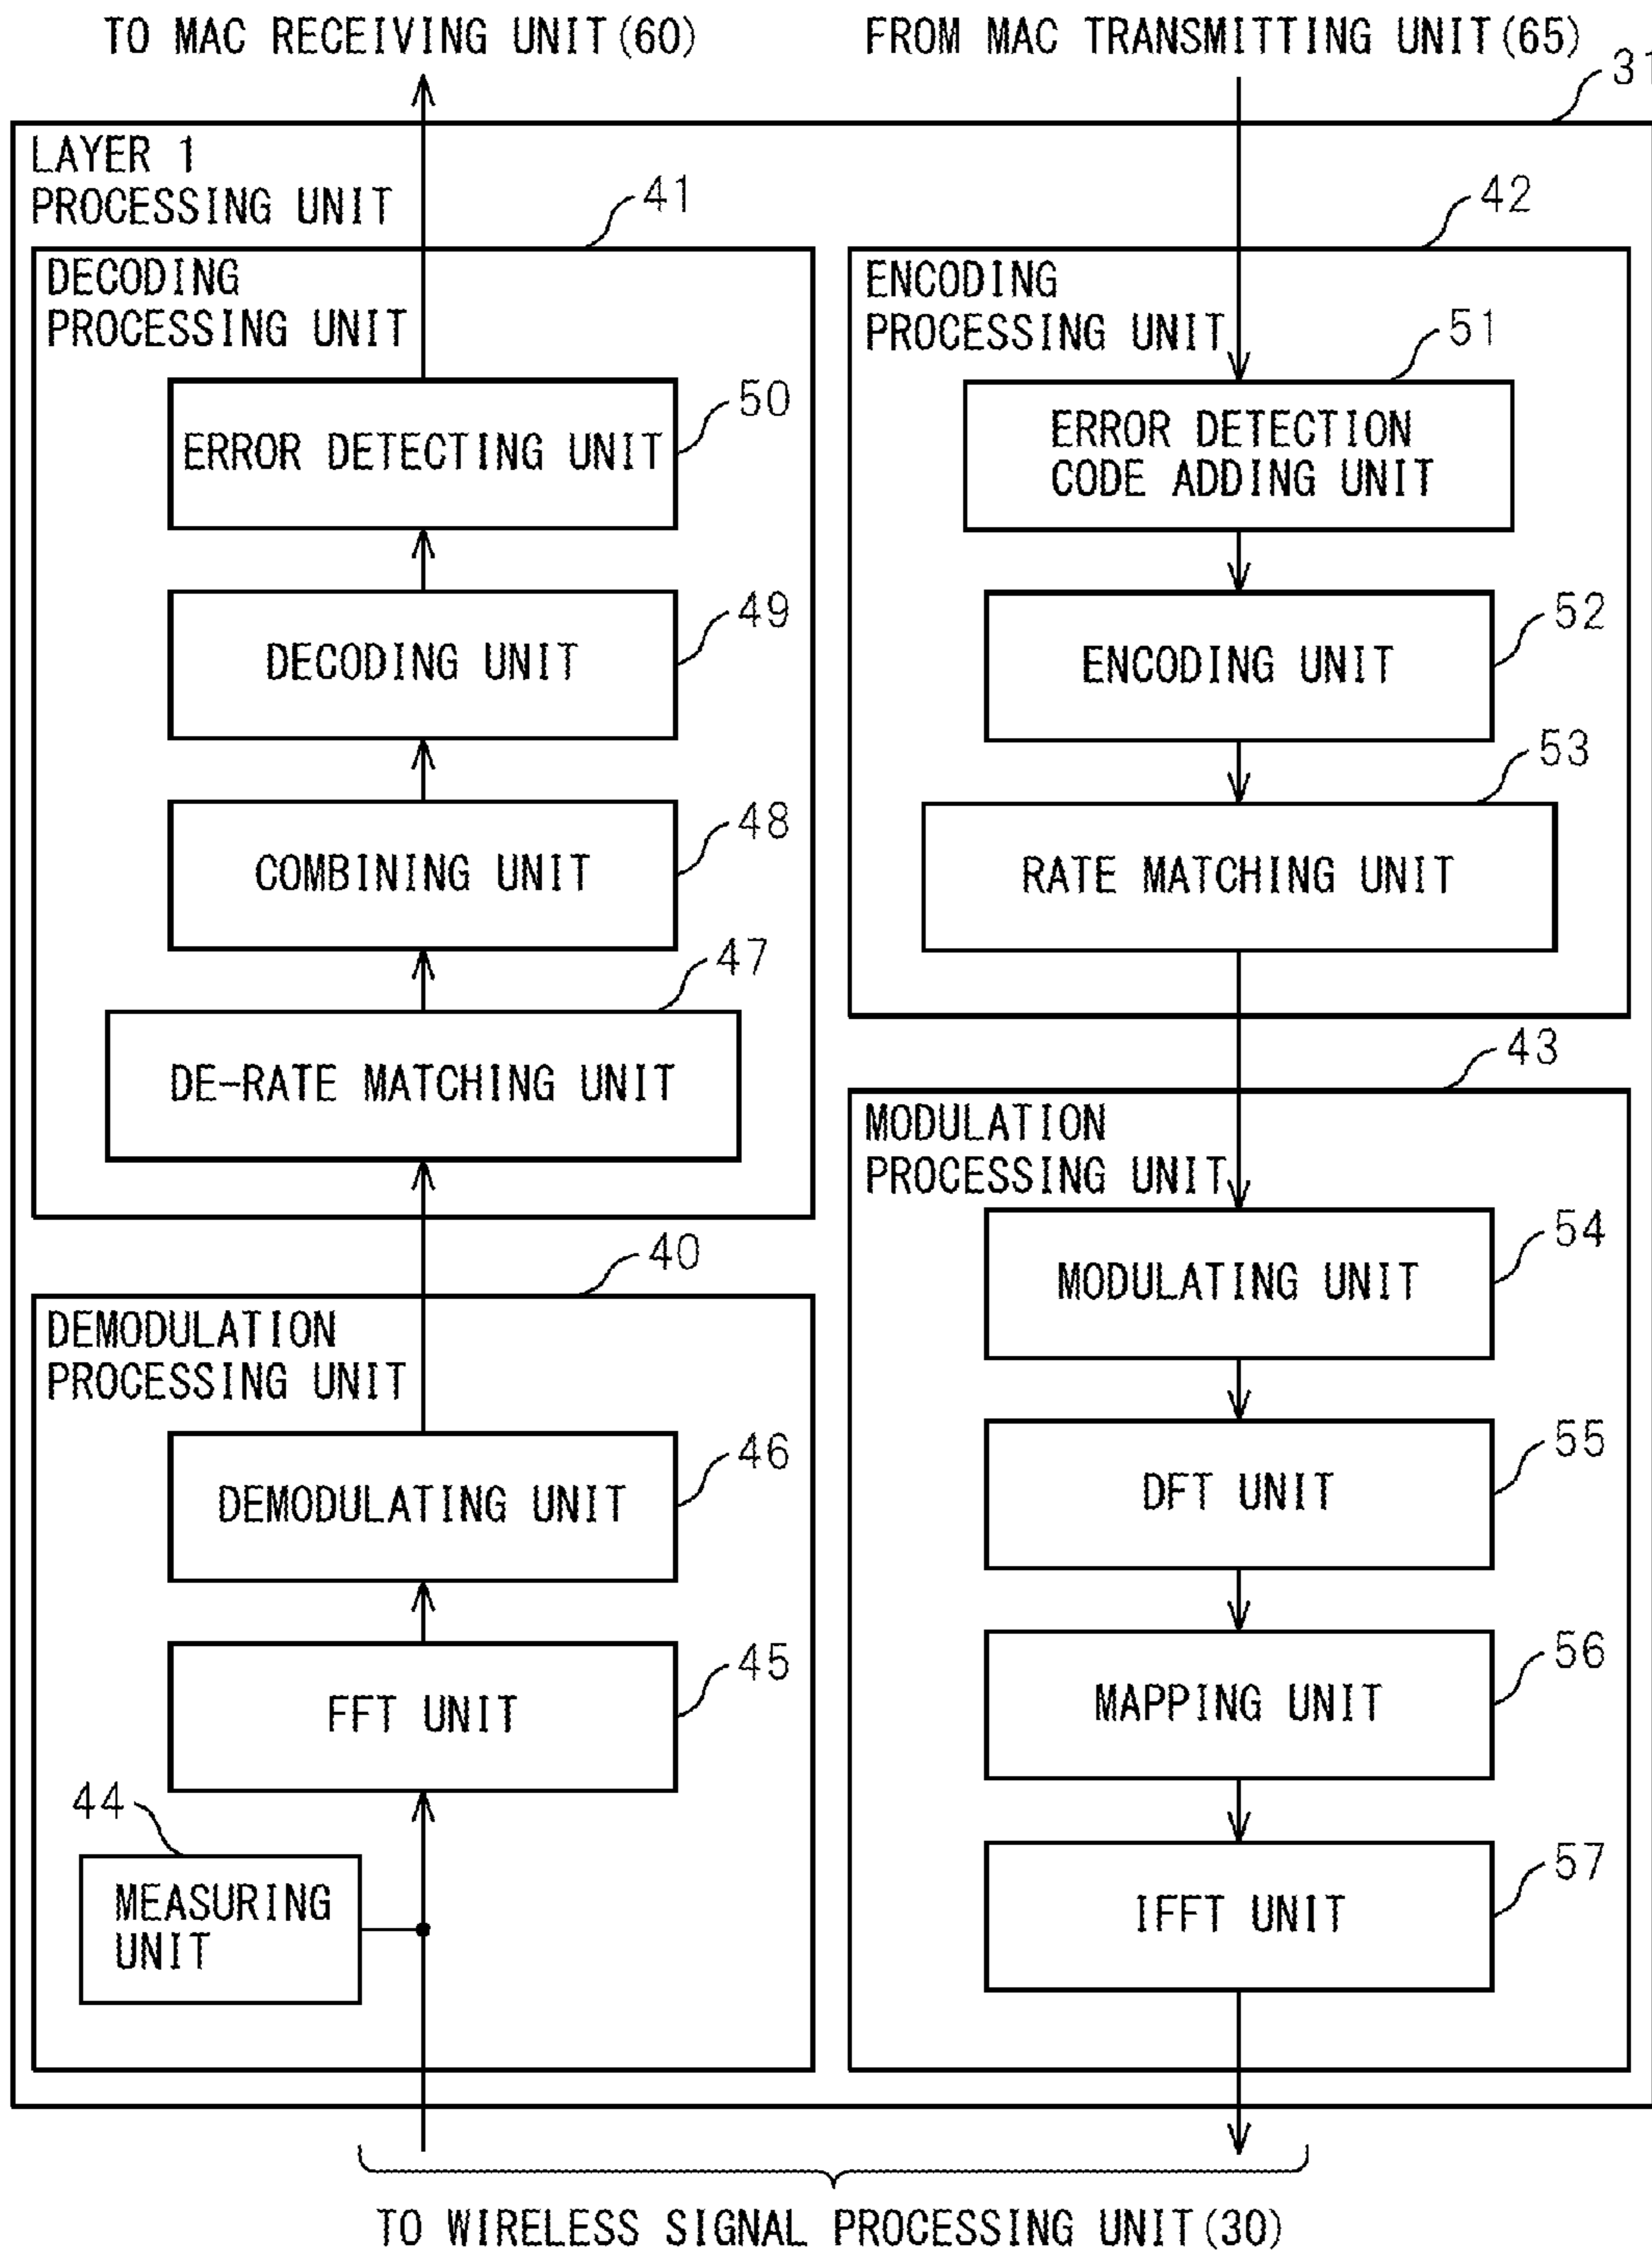 TO MAC RECEIVING UNIT(60)
FROM MAC TRANSMITTING UNIT(65)
31
LAYER 1
PROCESSING UNIT
41
DECODING
PROCESSING UNIT
50
ERROR DETECTING UNIT
49
DECODING UNIT
48
COMBINING UNIT
47
DE-RATE MATCHING UNIT
40
DEMODULATION
PROCESSING UNIT
46
DEMODULATING UNIT
45
FFT UNIT
44
MEASURING
UNIT
42
ENCODING
PROCESSING UNIT
51
ERROR DETECTION
CODE ADDING UNIT
52
ENCODING UNIT
53
RATE MATCHING UNIT
43
MODULATION
PROCESSING UNIT
54
MODULATING UNIT
55
DFT UNIT
56
MAPPING UNIT
57
IFFT UNIT
TO WIRELESS SIGNAL PROCESSING UNIT(30)